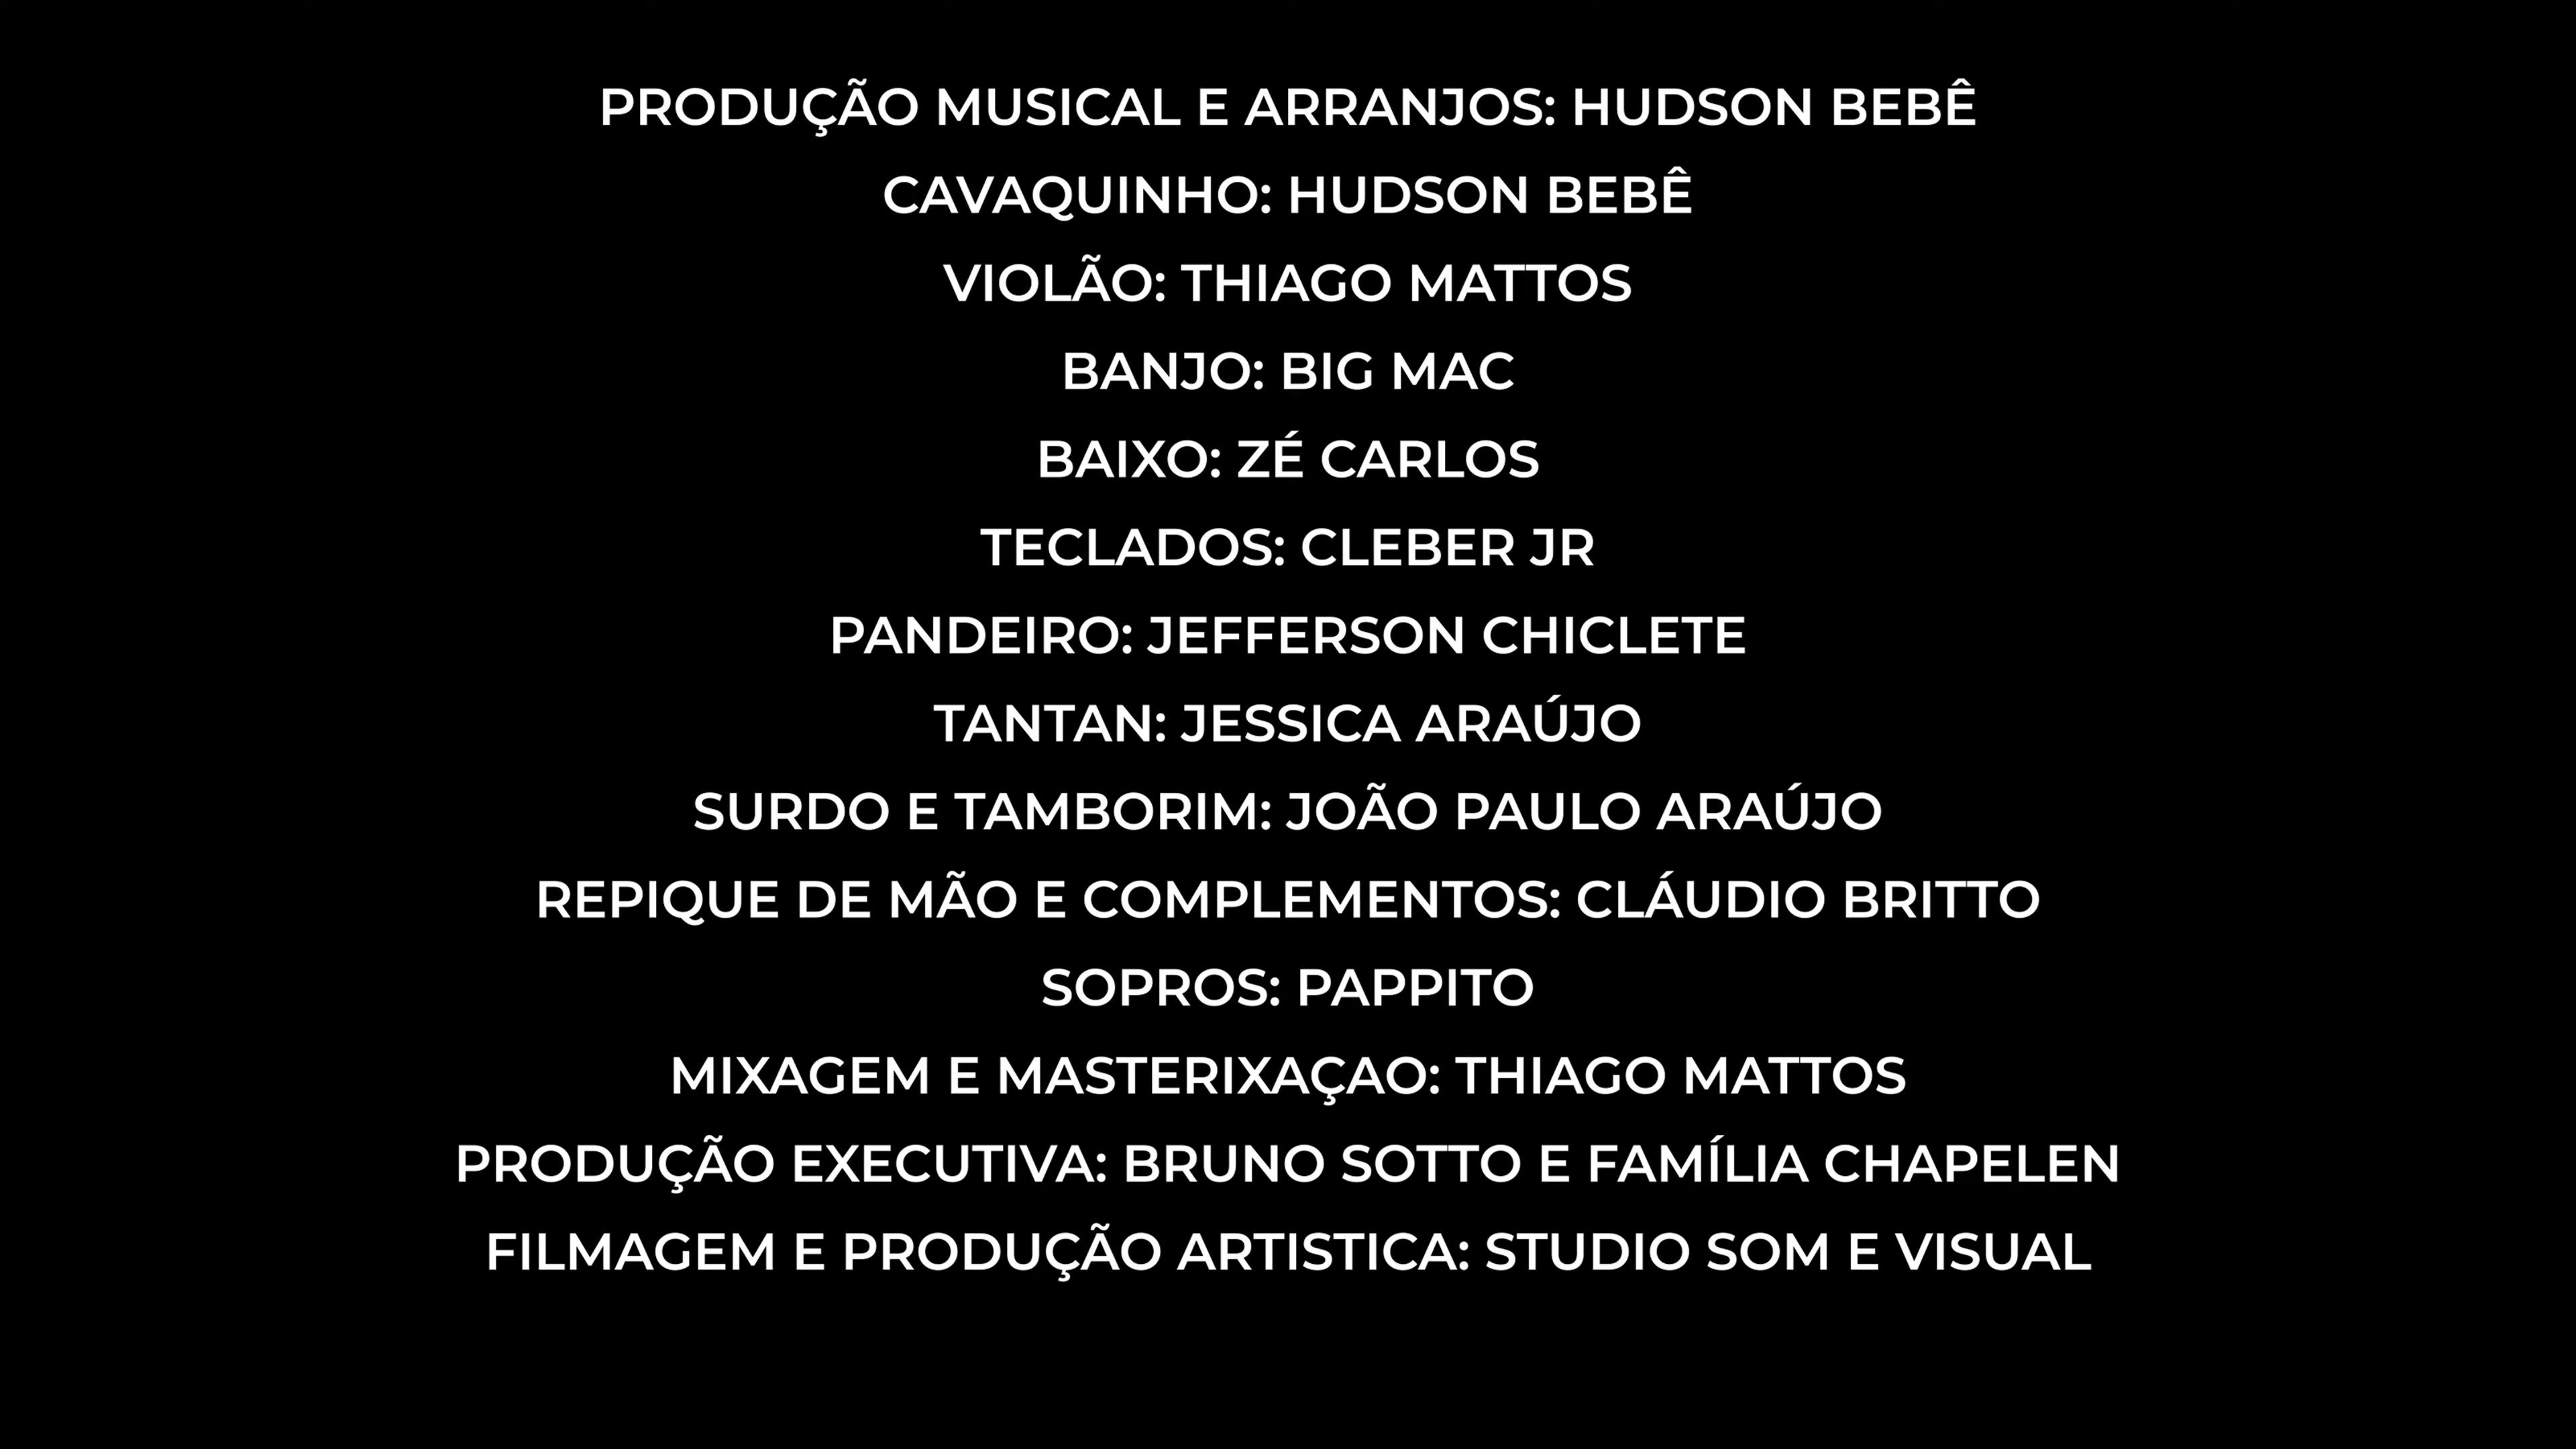 PRODUÇÃO MUSICAL E ARRANJOS: HUDSON BEBÊ
CAVAQUINHO: HUDSON BEBÊ
VIOLÃO: THIAGO MATTOS
BANJO: BIG MAC
BAIXO: ZÉ CARLOS
TECLADOS: CLEBER JR
PANDEIRO: JEFFERSON CHICLETE
TANTAN: JESSICA ARAÚJO
SURDO E TAMBORIM: JOÃO PAULO ARAÚJO
REPIQUE DE MÃO E COMPLEMENTOS: CLÁUDIO BRITTO
SOPROS: PAPPITO
MIXAGEM E MASTERIXAÇAO: THIAGO MATTOS
PRODUÇÃO EXECUTIVA: BRUNO SOTTO E FAMÍLIA CHAPELEN
FILMAGEM E PRODUÇÃO ARTISTICA: STUDIO SOM E VISUAL